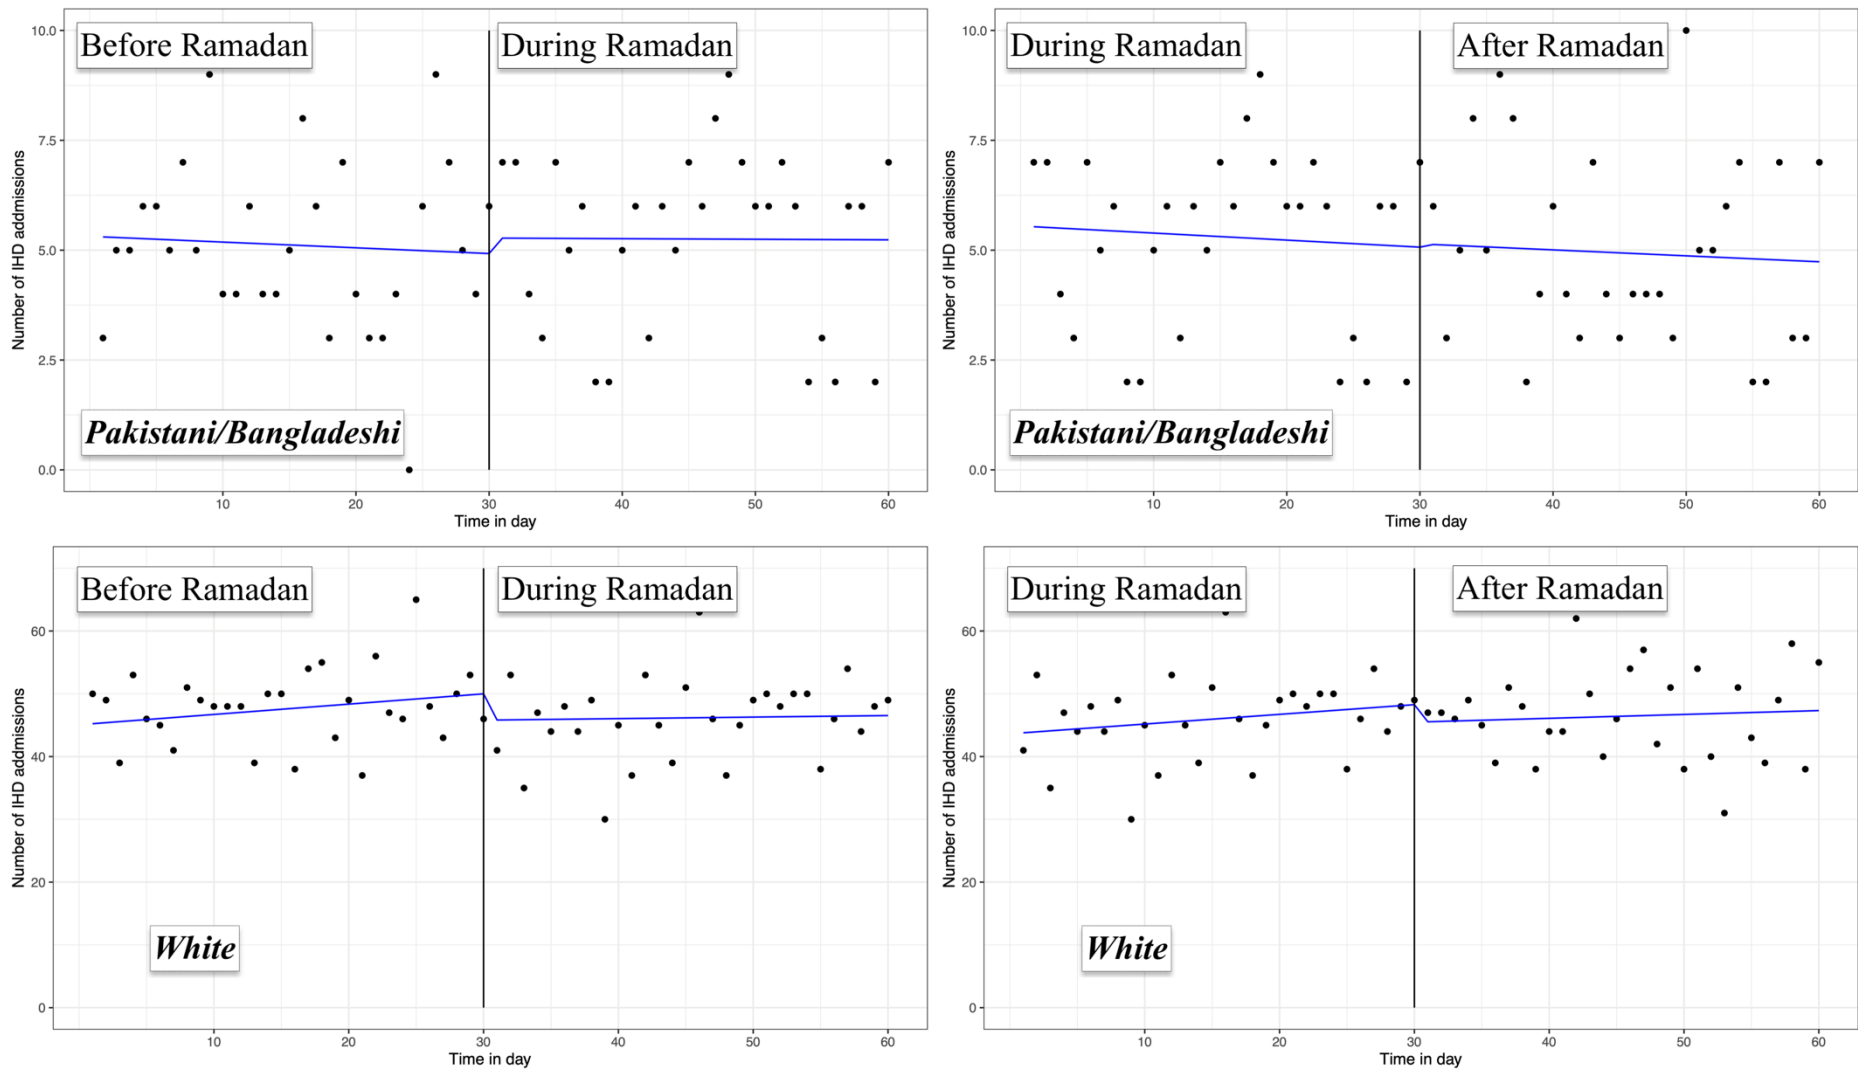 Before Ramadan
During Ramadan
10.0
7.5
5.0
2.5
0.0
Number of IHD addmissions
Pakistani/Bangladeshi
10 20 30 40 50 60
Time in day
During Ramadan
After Ramadan
10.0
7.5
5.0
2.5
0.0
Number of IHD addmissions
Pakistani/Bangladeshi
10 20 30 40 50 60
Time in day
Before Ramadan
During Ramadan
60
40
20
0
Number of IHD addmissions
White
10 20 30 40 50 60
Time in day
During Ramadan
After Ramadan
60
40
20
0
Number of IHD addmissions
White
10 20 30 40 50 60
Time in day